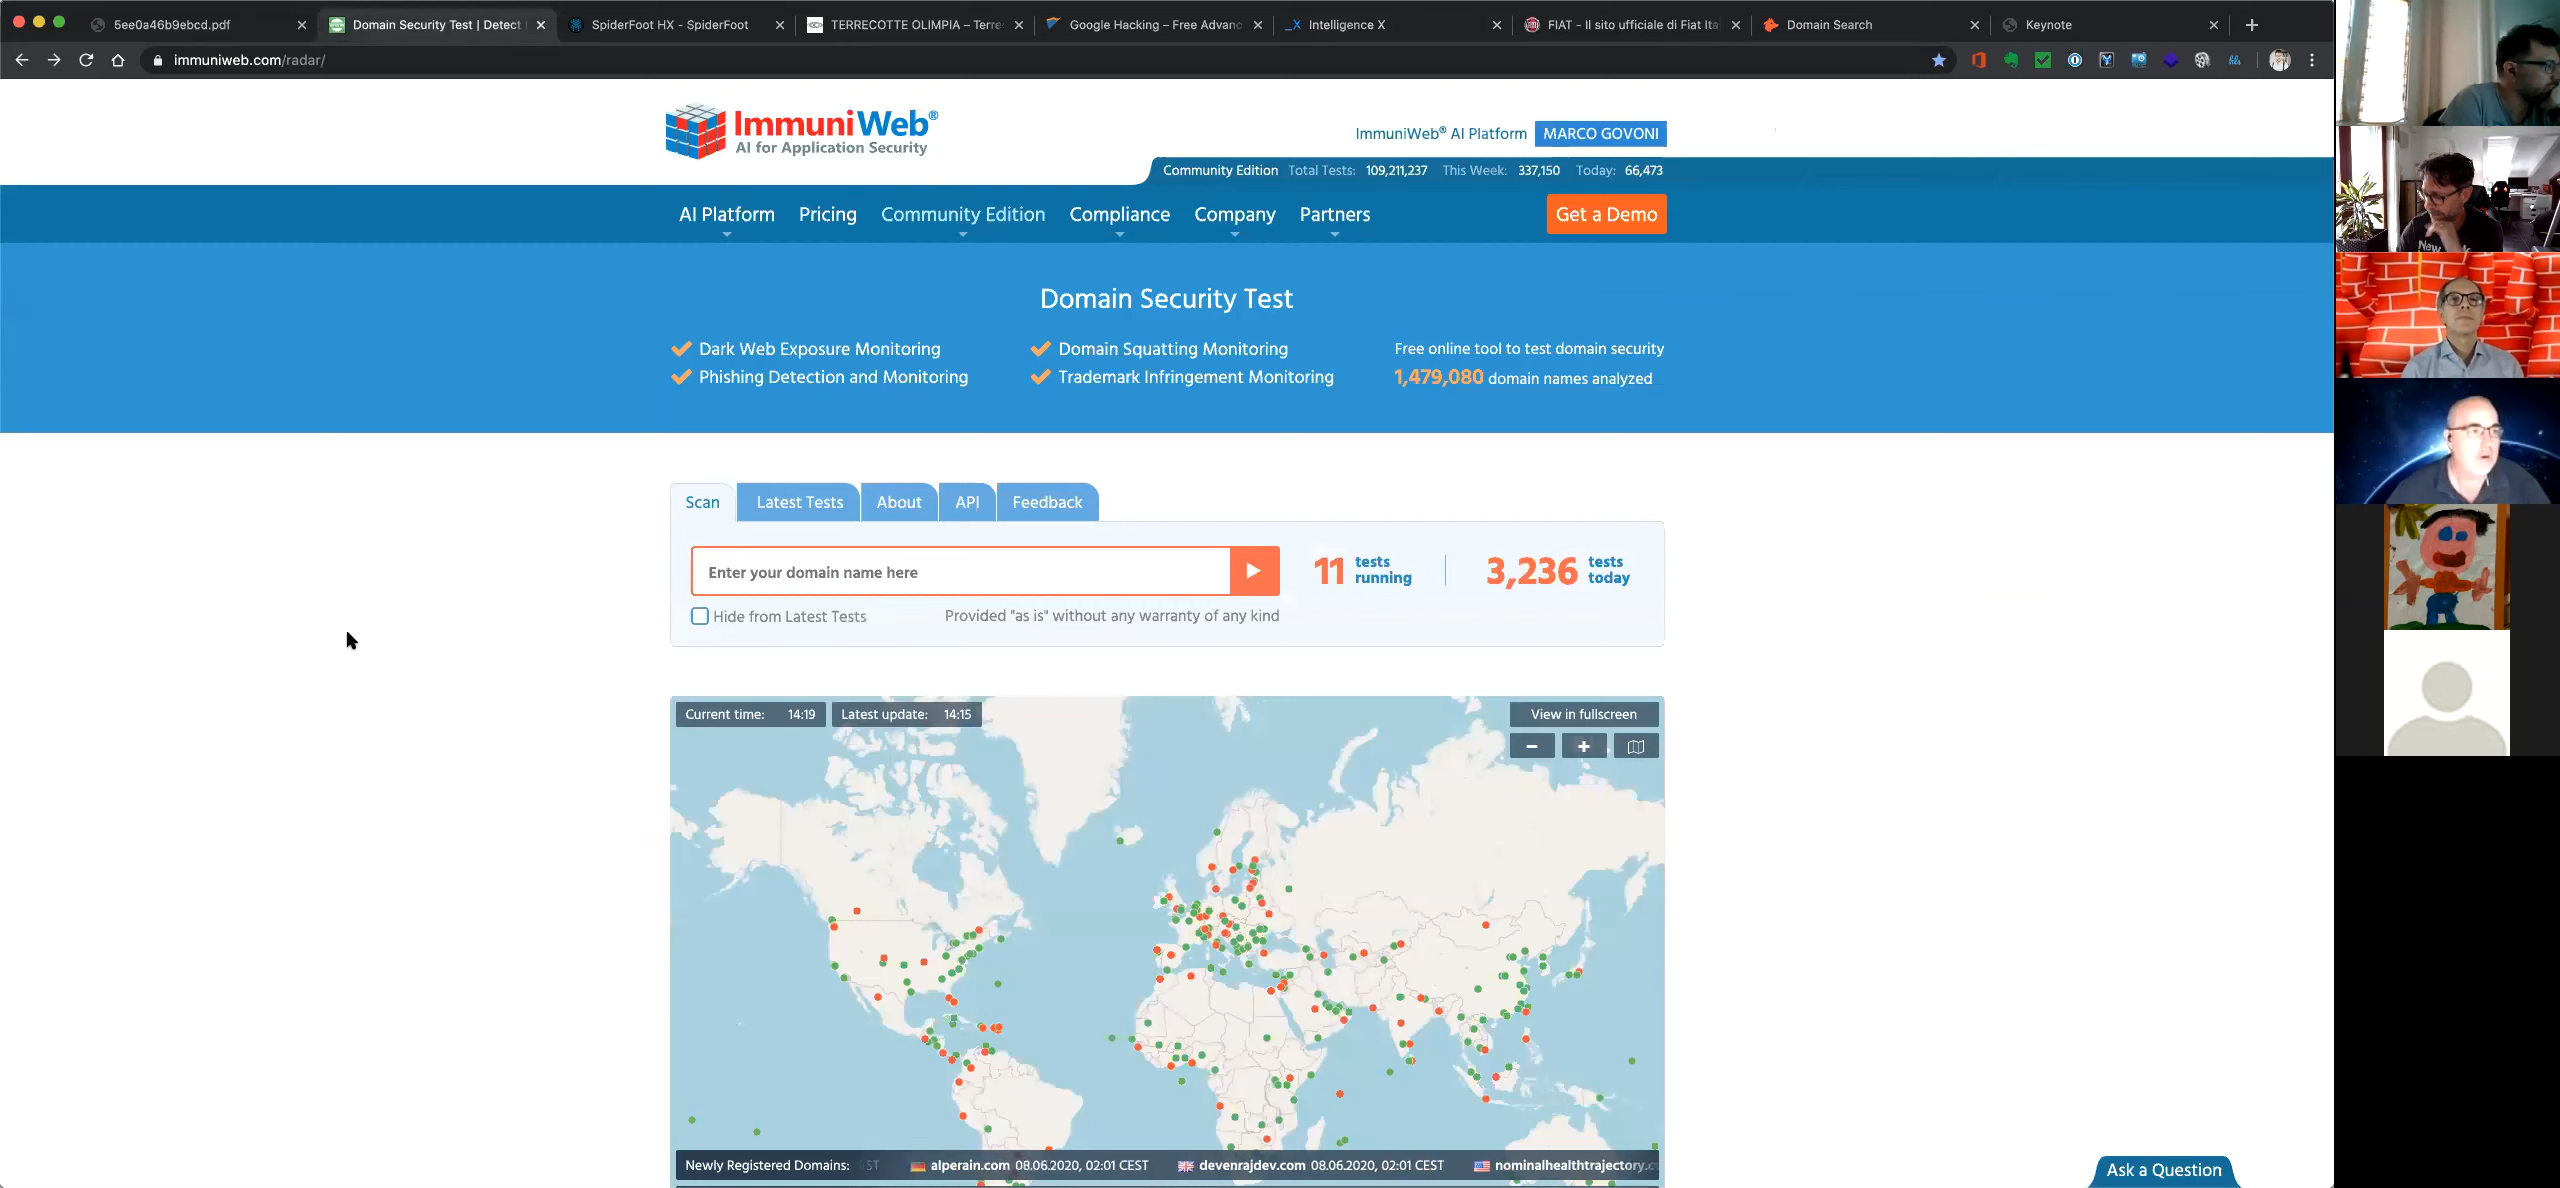 5ee0a46b9ebcd.pdf
Domain Security Test | Detect
SpiderFoot HX - SpiderFoot
TERRECOTTE OLIMPIA – Terre
Google Hacking – Free Advanc
Intelligence X
FIAT - Il sito ufficiale di Fiat Ita
Domain Search
Keynote
immuniweb.com/radar/
ImmuniWeb®
AI for Application Security
ImmuniWeb® AI Platform MARCO GOVONI
Community Edition Total Tests: 109,211,237 This Week: 337,150 Today: 66,473
AI Platform Pricing Community Edition Compliance Company Partners Get a Demo
Domain Security Test
Dark Web Exposure Monitoring
Domain Squatting Monitoring
Free online tool to test domain security
Phishing Detection and Monitoring
Trademark Infringement Monitoring
1,479,080 domain names analyzed
Scan Latest Tests About API Feedback
Enter your domain name here
11 tests running
3,236 tests today
Hide from Latest Tests
Provided "as is" without any warranty of any kind
Current time: 14:19 Latest update: 14:15
View in fullscreen
Newly Registered Domains: alperain.com 08.06.2020, 02:01 CEST devenrajdev.com 08.06.2020, 02:01 CEST nominalhealthtrajectory.c
Ask a Question